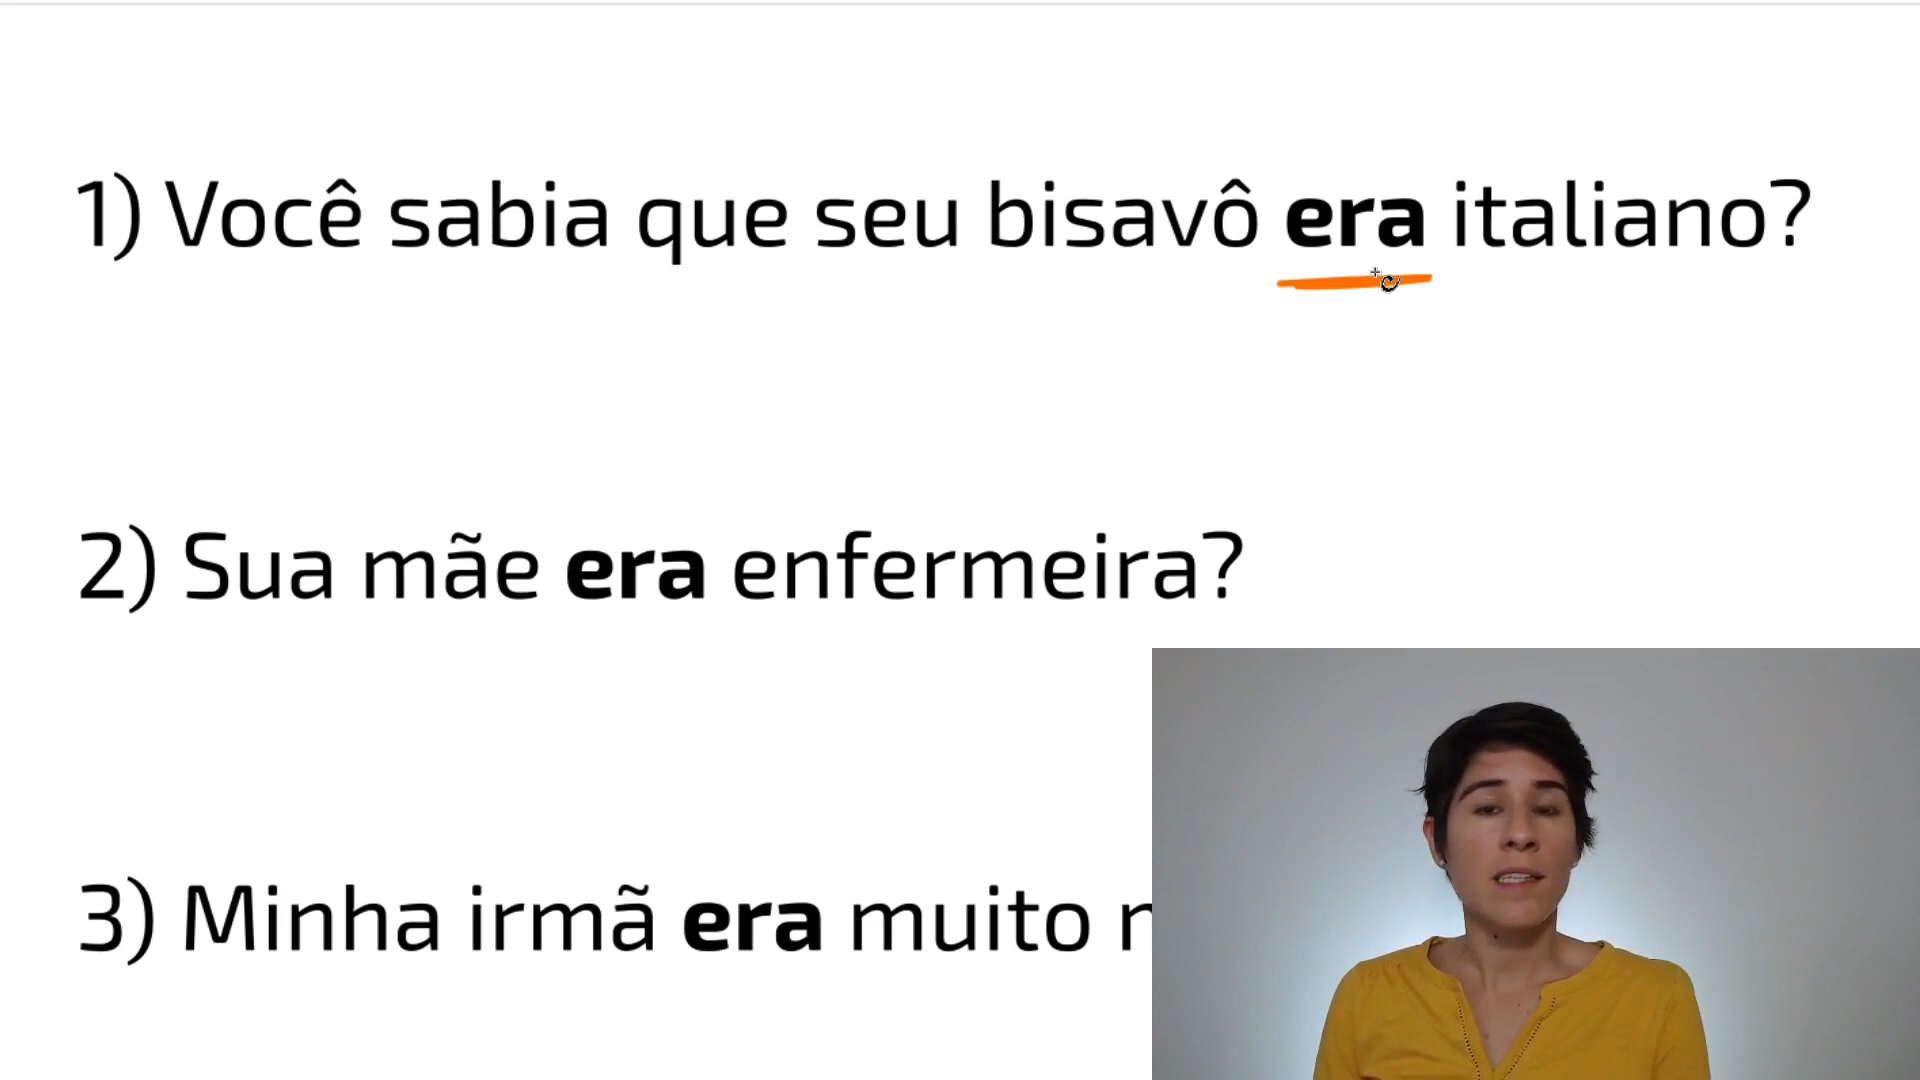 1) Você sabia que seu bisavô era italiano?
2) Sua mãe era enfermeira?
3) Minha irmã era muito